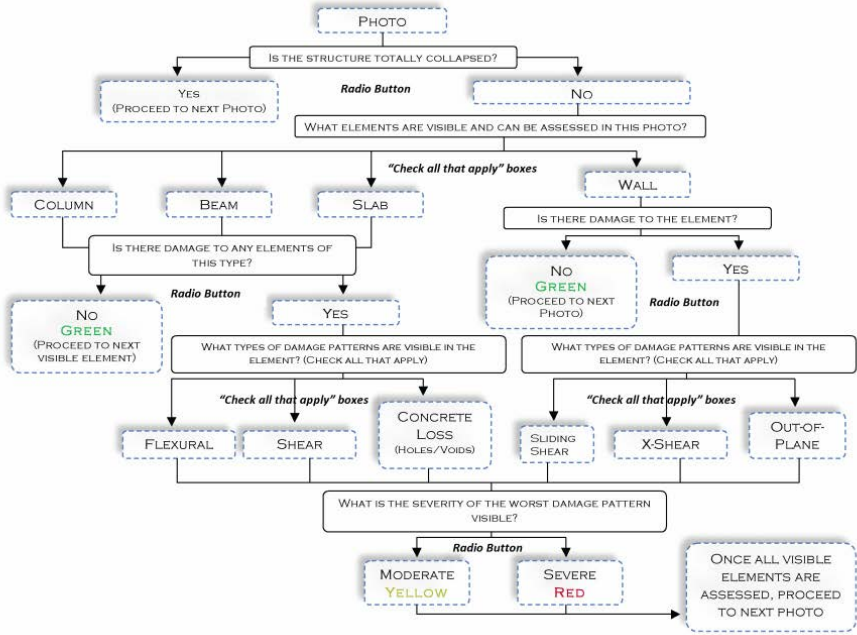 PHOTO
IS THE STRUCTURE TOTALLY COLLAPSED?
YES
(PROCEED TO NEXT PHOTO)
Radio Button
NO
WHAT ELEMENTS ARE VISIBLE AND CAN BE ASSESSED IN THIS PHOTO?
"Check all that apply" boxes
COLUMN
BEAM
SLAB
WALL
IS THERE DAMAGE TO ANY ELEMENTS OF
THIS TYPE?
IS THERE DAMAGE TO THE ELEMENT?
NO
GREEN
(PROCEED TO NEXT
VISIBLE ELEMENT)
Radio Button
YES
NO
GREEN
(PROCEED TO NEXT
PHOTO)
Radio Button
YES
WHAT TYPES OF DAMAGE PATTERNS ARE VISIBLE IN THE
ELEMENT? (CHECK ALL THAT APPLY)
WHAT TYPES OF DAMAGE PATTERNS ARE VISIBLE IN THE
ELEMENT? (CHECK ALL THAT APPLY)
"Check all that apply" boxes
"Check all that apply" boxes
FLEXURAL
SHEAR
CONCRETE
LOSS
(HOLES/VOIDS)
SLIDING
SHEAR
X-SHEAR
OUT-OF-
PLANE
WHAT IS THE SEVERITY OF THE WORST DAMAGE PATTERN
VISIBLE?
Radio Button
MODERATE
YELLOW
SEVERE
RED
ONCE ALL VISIBLE
ELEMENTS ARE
ASSESSED, PROCEED
TO NEXT PHOTO